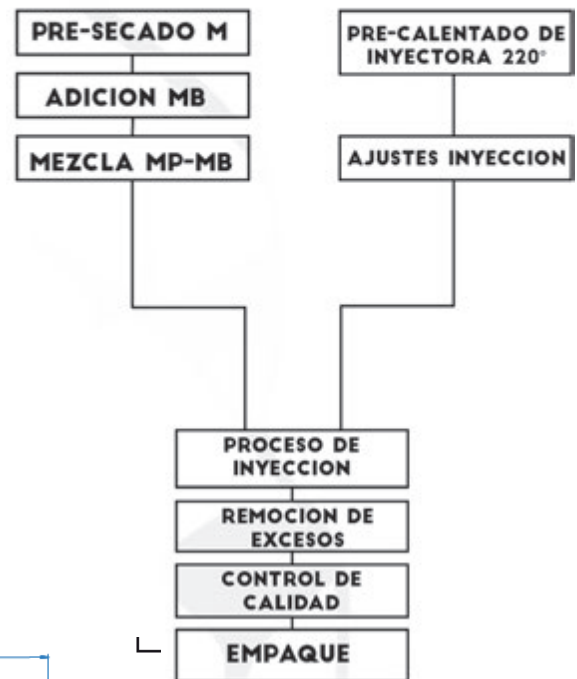 PRE-SECADO M
ADICION MB
MEZCLA MP-MB
PRE-CALENTADO DE
INYECTORA 220°
AJUSTES INYECCION
PROCESO DE
INYECCION
REMOCION DE
EXCESOS
CONTROL DE
CALIDAD
EMPAQUE